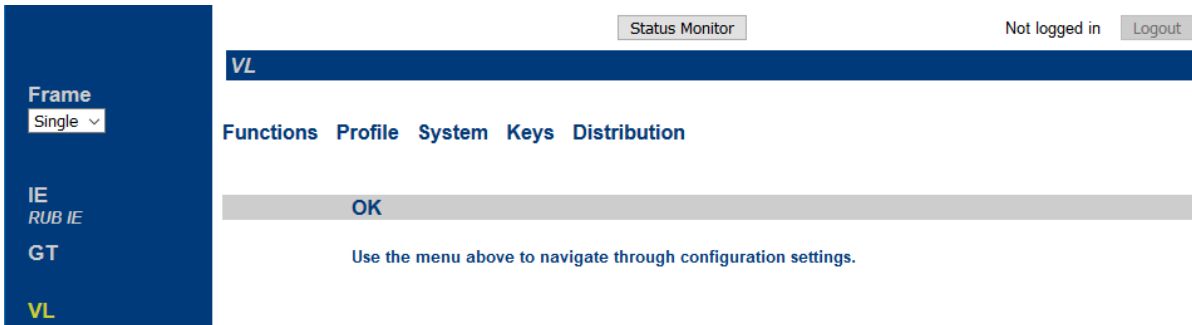 Status Monitor Not logged in Logout
VL
Frame
Single
Functions Profile System Keys Distribution
IE
RUB IE
OK
GT
Use the menu above to navigate through configuration settings.
VL